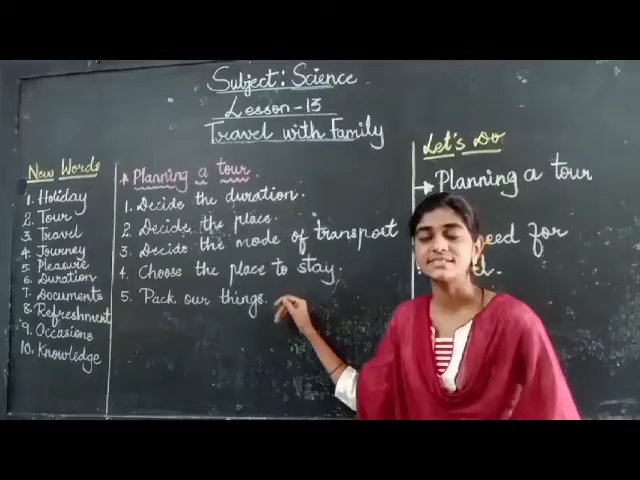 Subject: Science
Lesson-13
Travel with Family
New Words
1. Holiday
2. Tour
3. Travel
4. Journey
5. Pleasure
6. Duration
7. Documents
8. Refreshment
9. Occasions
10. Knowledge
Planning a tour.
1. Decide the duration.
2. Decide the place.
3. Decide the mode of transport
4. Choose the place to stay.
5. Pack our things.
Let's Do
Planning a tour
for